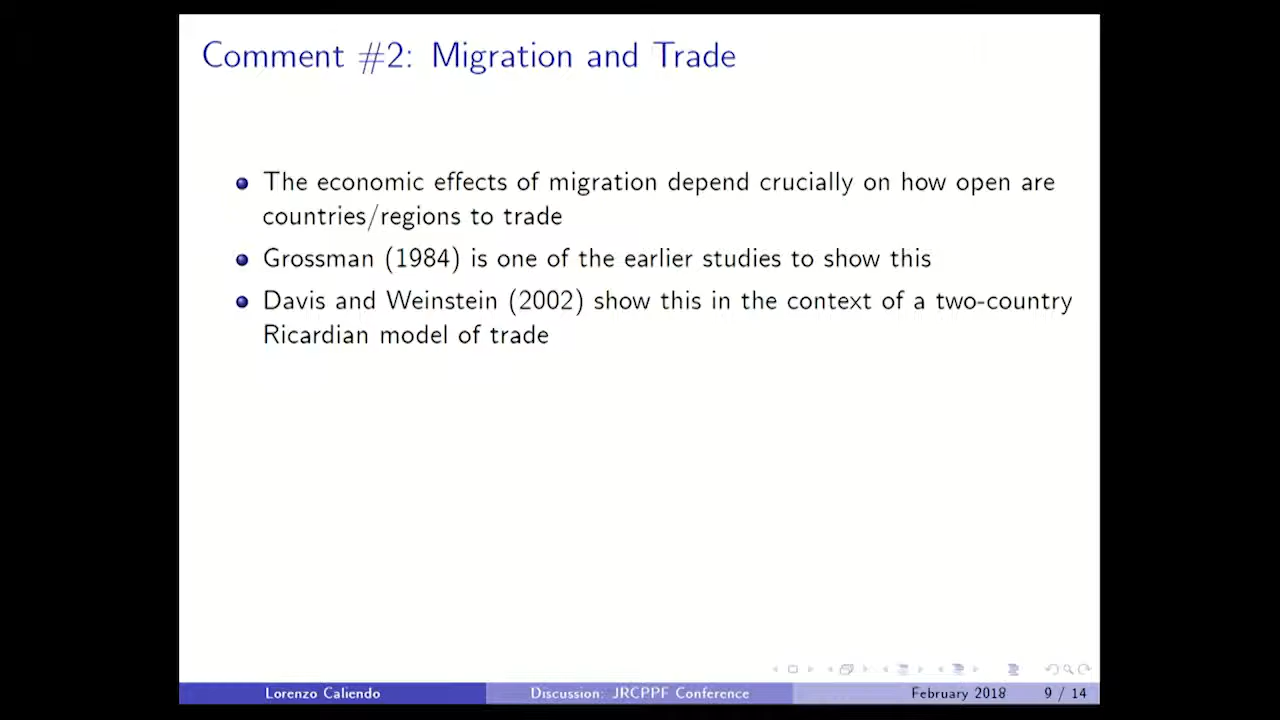 Comment #2: Migration and Trade
The economic effects of migration depend crucially on how open are
countries/regions to trade
Grossman (1984) is one of the earlier studies to show this
Davis and Weinstein (2002) show this in the context of a two-country
Ricardian model of trade
Lorenzo Caliendo
Discussion: JRCPPF Conference
February 2018
9 / 14